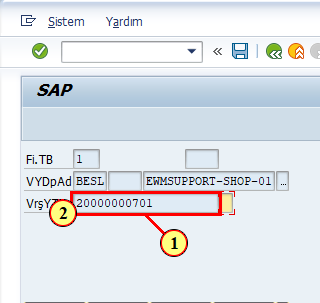 Sistem Yardım
SAP
Fi.TB 1
VYDpAd BESL EWMSUPPORT-SHOP-01 ...
VrşYZ 20000000701
2
1